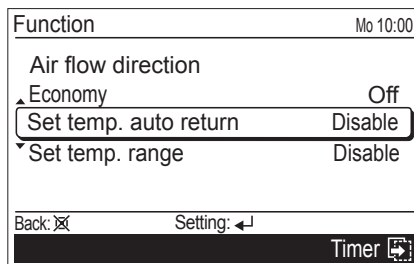 Function Mo 10:00
Air flow direction
Economy Off
Set temp. auto return Disable
Set temp. range Disable
Back: Setting:
Timer